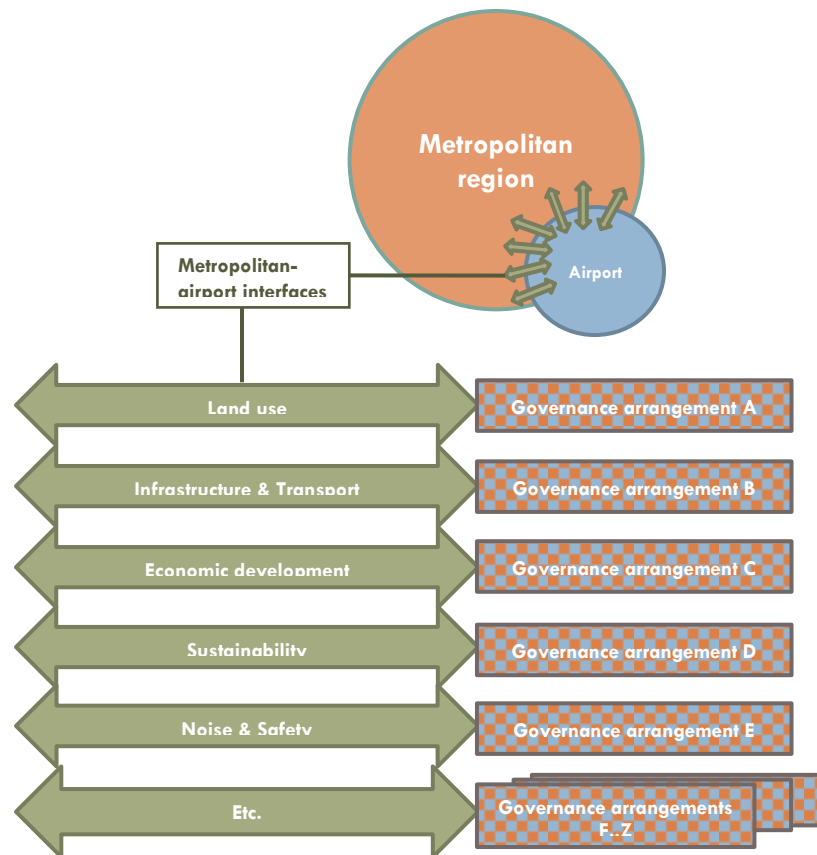 Metropolitan
region
Airport
Metropolitan-
airport interfaces
Land use
Governance arrangement A
Infrastructure & Transport
Governance arrangement B
Economic development
Governance arrangement C
Sustainability
Governance arrangement D
Noise & Safety
Governance arrangement E
Etc.
Governance arrangements
F..Z